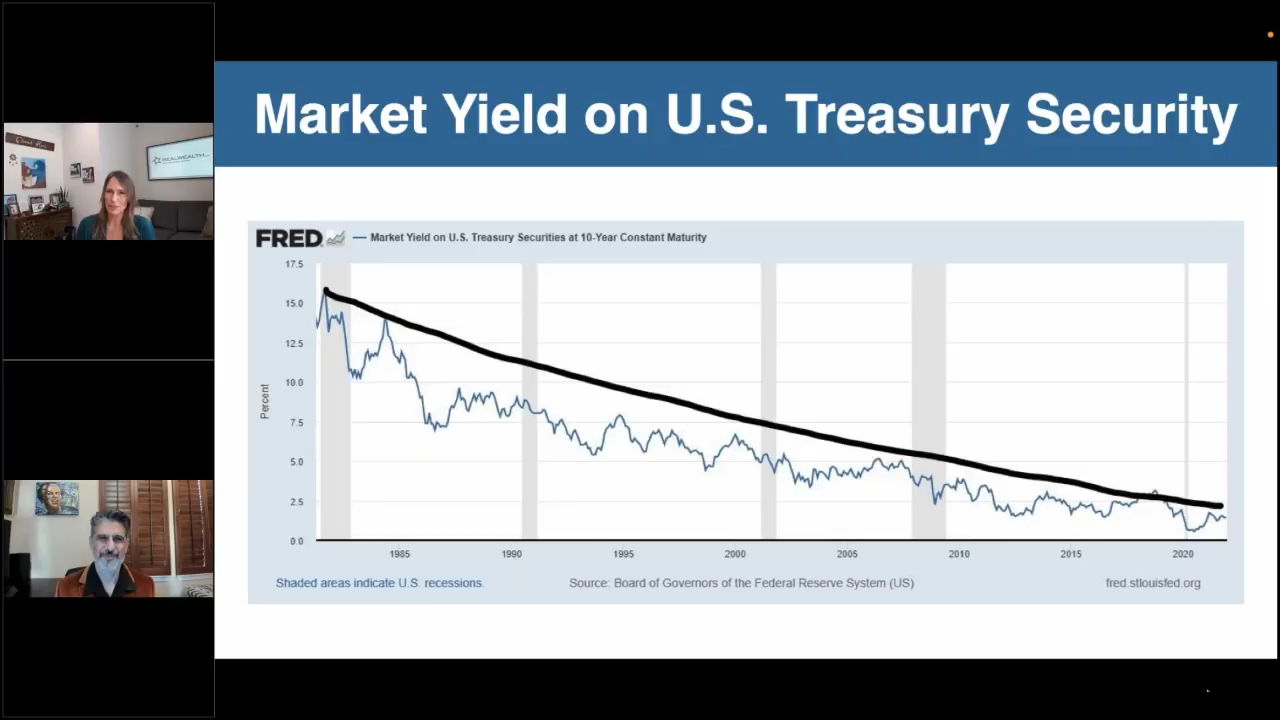 Market Yield on U.S. Treasury Security
FRED
Market Yield on U.S. Treasury Securities at 10-Year Constant Maturity
17.5
15.0
12.5
10.0
7.5
5.0
2.5
0.0
Percent
1985 1990 1995 2000 2005 2010 2015 2020
Shaded areas indicate U.S. recessions. Source: Board of Governors of the Federal Reserve System (US) fred.stlouisfed.org
REALWEALTH